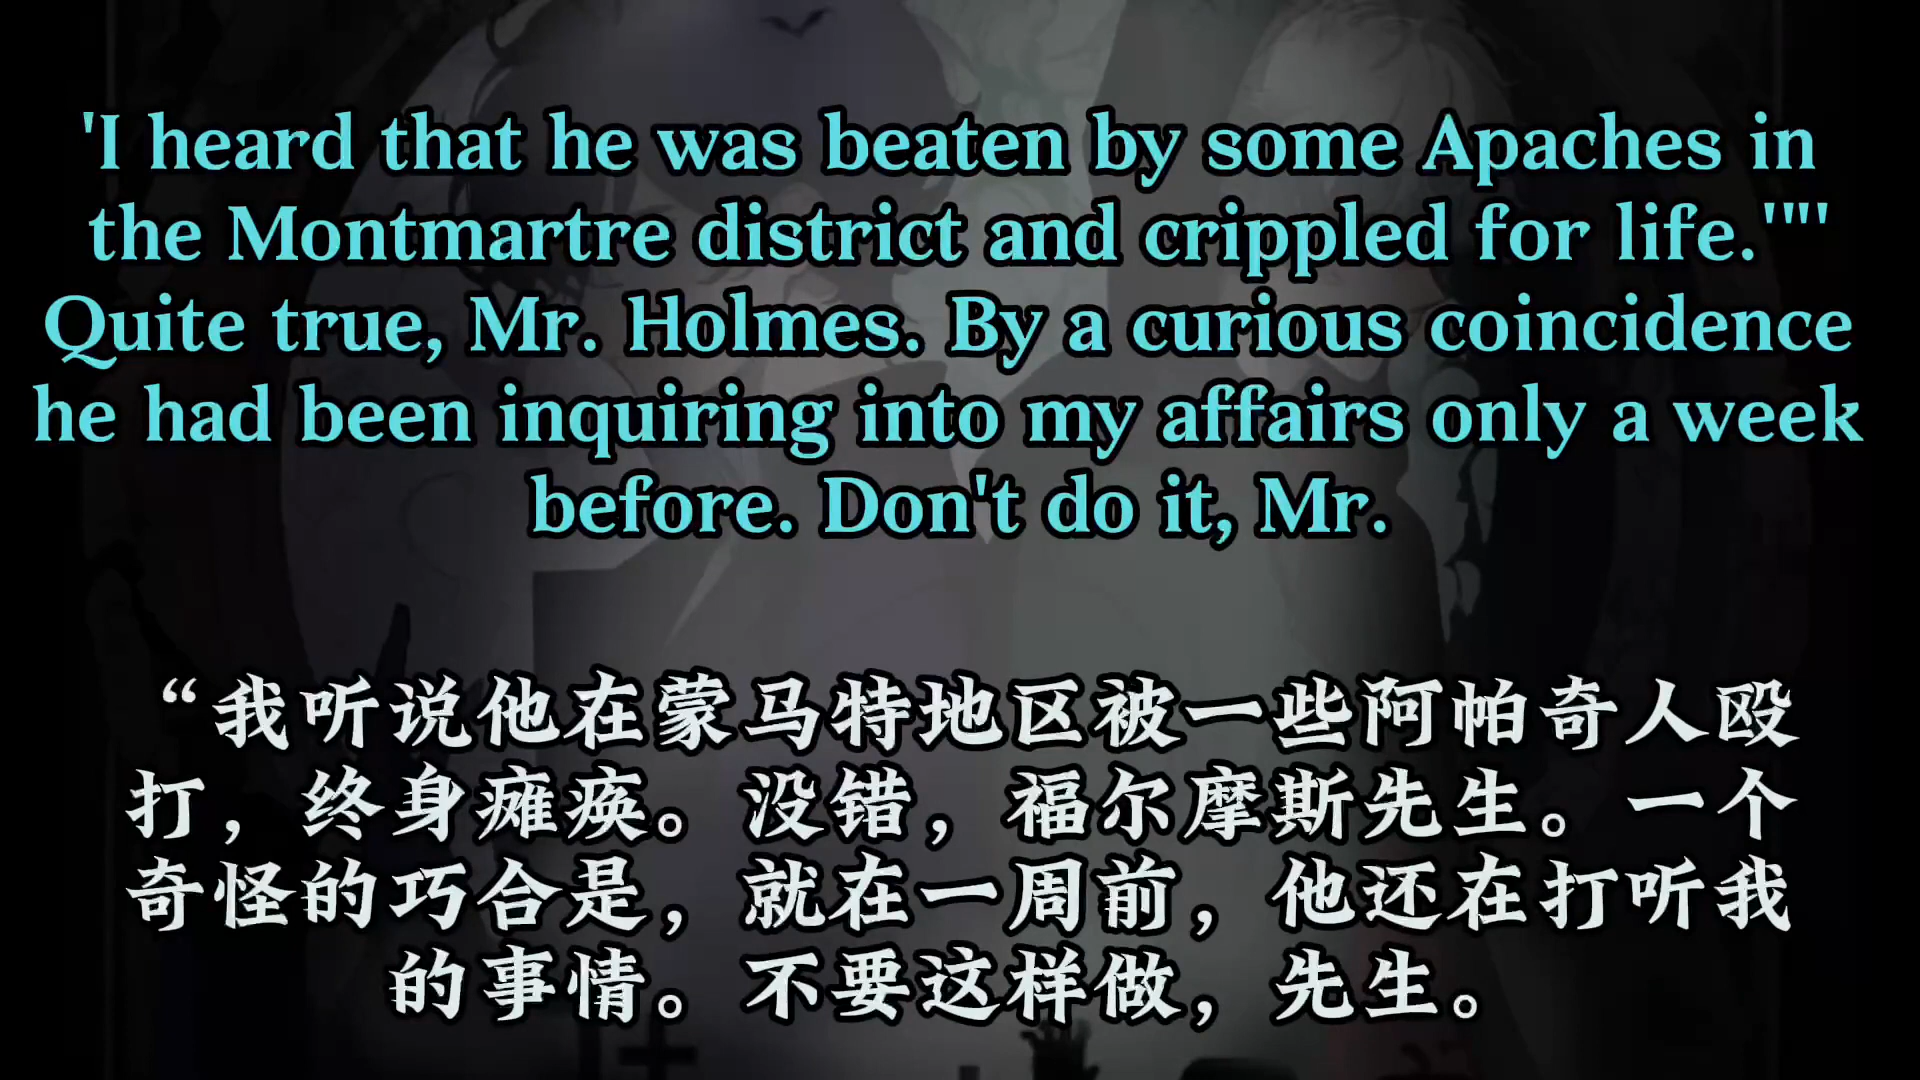 'I heard that he was beaten by some Apaches in
the Montmartre district and crippled for life.'"'
Quite true, Mr. Holmes. By a curious coincidence
he had been inquiring into my affairs only a week
before. Don't do it, Mr.
“我听说他在蒙马特地区被一些阿帕奇人殴
打，终身瘫痪。没错，福尔摩斯先生。一个
奇怪的巧合是，就在一周前，他还在打听我
的事情。不要这样做，先生。